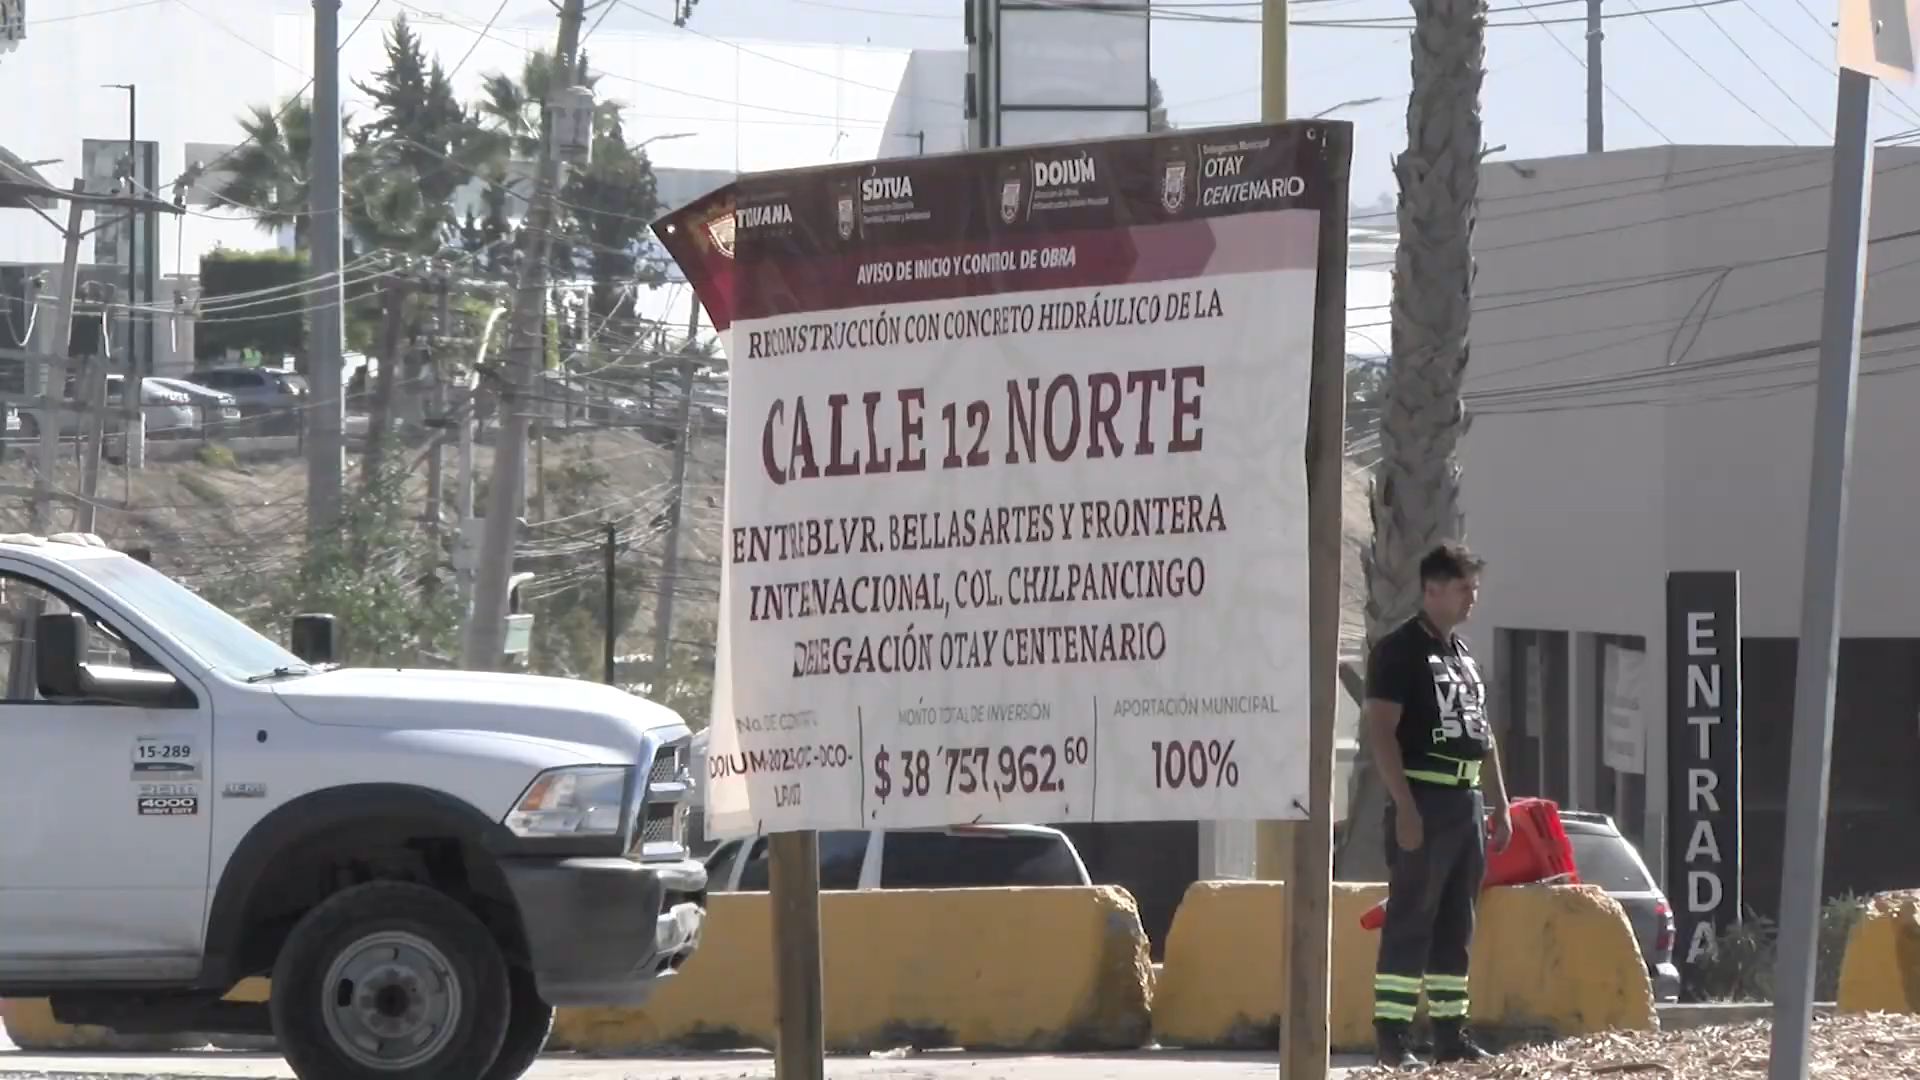 TIJUANA
SDTUA
DOIUM
Delegación Municipal
OTAY
CENTENARIO
AVISO DE INICIO Y CONTROL DE OBRA
RECONSTRUCCIÓN CON CONCRETO HIDRÁULICO DE LA
CALLE 12 NORTE
ENTRE BLVR. BELLAS ARTES Y FRONTERA
INTENACIONAL, COL. CHILPANCINGO
DELEGACIÓN OTAY CENTENARIO
MONTO TOTAL DE INVERSIÓN
APORTACIÓN MUNICIPAL
$ 38´757,962.60
100%
15-289
4000
ENTRADA